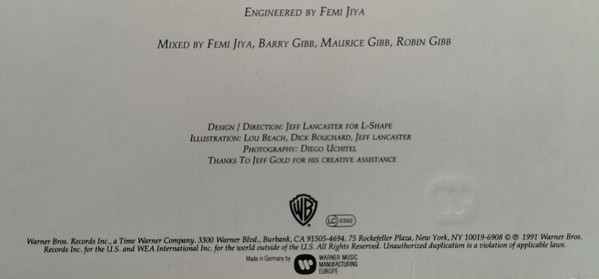 ENGINEERED BY FEMI JIYA
MIXED BY FEMI JIYA, BARRY GIBB, MAURICE GIBB, ROBIN GIBB
DESIGN / DIRECTION: JEFF LANCASTER FOR L-SHAPE
ILLUSTRATION: LOU BEACH, DICK BOUCHARD, JEFF LANCASTER
PHOTOGRAPHY: DIEGO UCHITEL
THANKS TO JEFF GOLD FOR HIS CREATIVE ASSISTANCE
WB
LC 0392
Warner Bros. Records Inc., a Time Warner Company. 3300 Warner Blvd., Burbank, CA 91505-4694. 75 Rockefeller Plaza, New York, NY 10019-6908 © ℗ 1991 Warner Bros.
Records Inc. for the U.S. and WEA International Inc. for the world outside of the U.S. All Rights Reserved. Unauthorized duplication is a violation of applicable laws.
Made in Germany by
WARNER MUSIC
MANUFACTURING
EUROPE